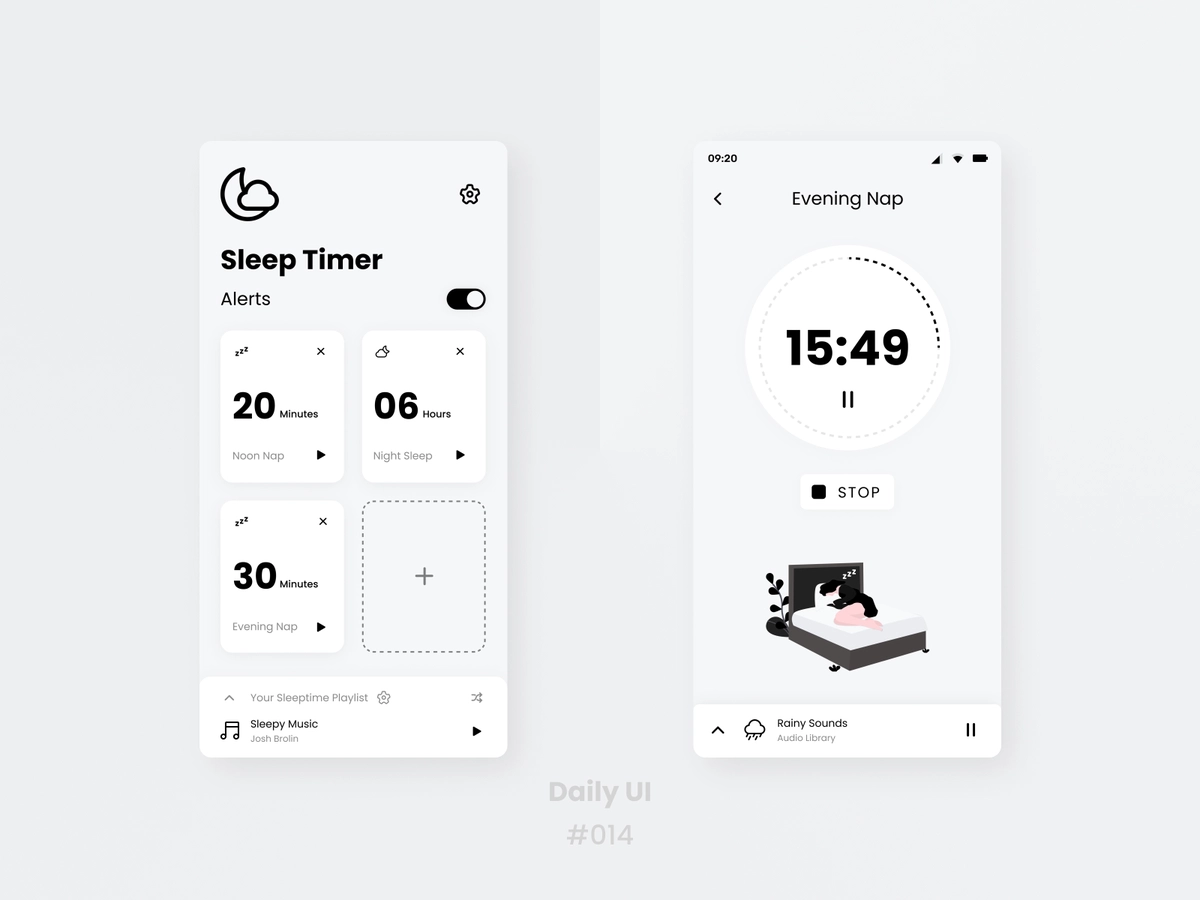 Sleep Timer
Alerts
zzz
20 Minutes
Noon Nap
06 Hours
Night Sleep
zzz
30 Minutes
Evening Nap
Your Sleeptime Playlist
Sleepy Music
Josh Brolin
09:20
Evening Nap
15:49
STOP
zzz
Rainy Sounds
Audio Library
Daily UI
#014